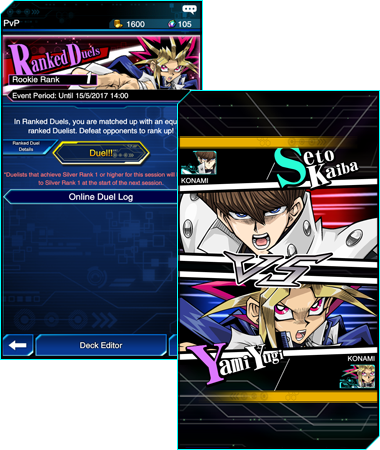 PvP
1600
105
Ranked Duels
Rookie Rank 1
Event Period: Until 15/5/2017 14:00
In Ranked Duels, you are matched up with an equ
ranked Duelist. Defeat opponents to rank up!
Ranked Duel
Details
Duel!!
*Duelists that achieve Silver Rank 1 or higher for this session will
to Silver Rank 1 at the start of the next session.
Online Duel Log
Deck Editor
KONAMI
Seto
Kaiba
VS
Yami Yugi
KONAMI